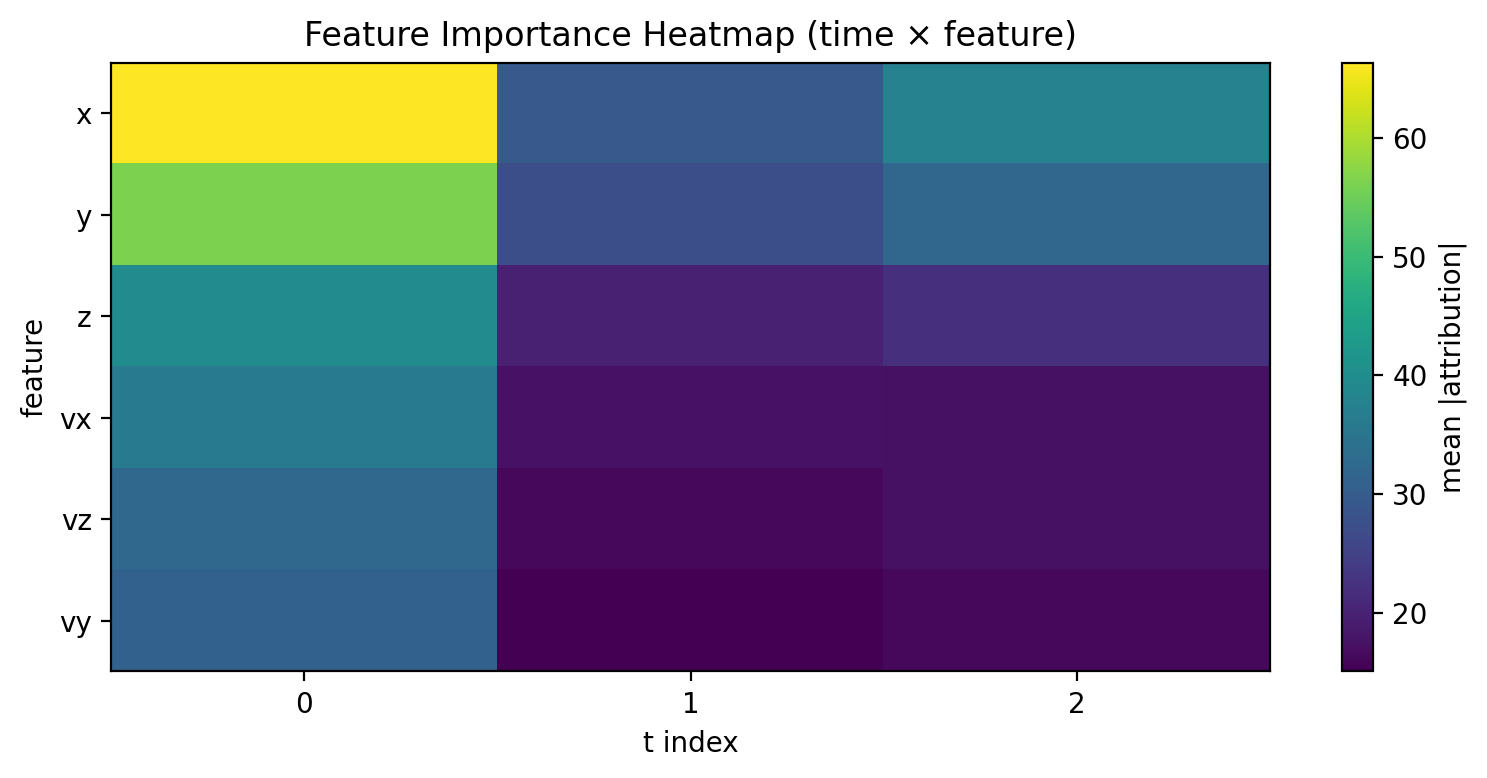 Feature Importance Heatmap (time × feature)
x
y
z
vx
vz
vy
feature
0
1
2
t index
60
50
40
30
20
mean |attribution|